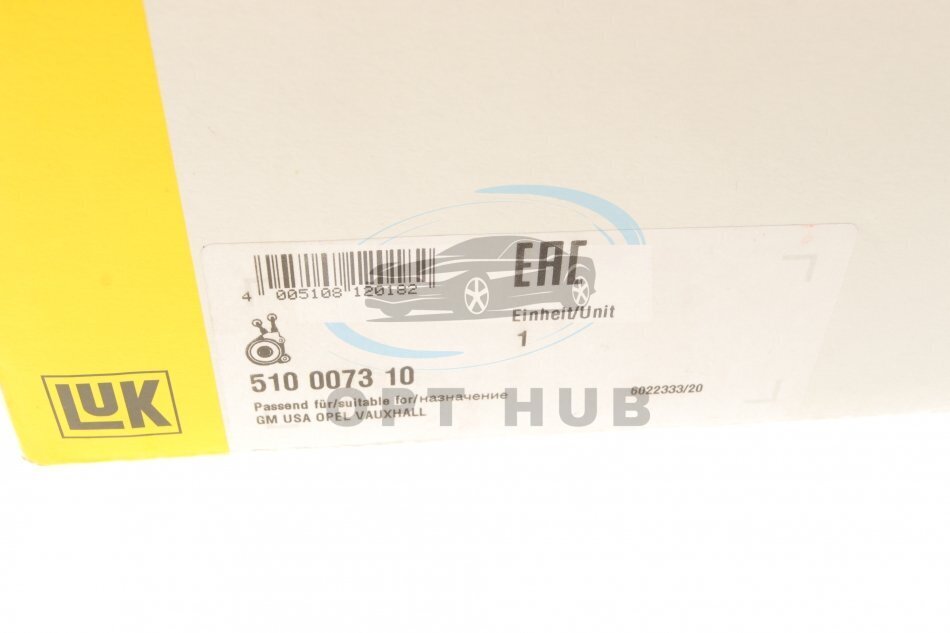 EAC
4 005108 120182
Einheit/Unit
1
510 0073 10
Passend für/suitable for/назначение
GM USA OPEL VAUXHALL
6022333/20
LUK
OPT HUB